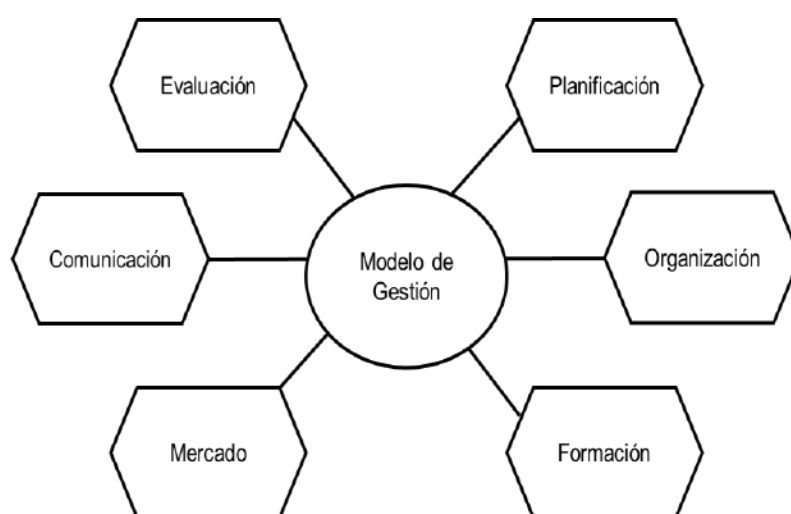 Evaluación
Planificación
Comunicación
Modelo de
Gestión
Organización
Mercado
Formación